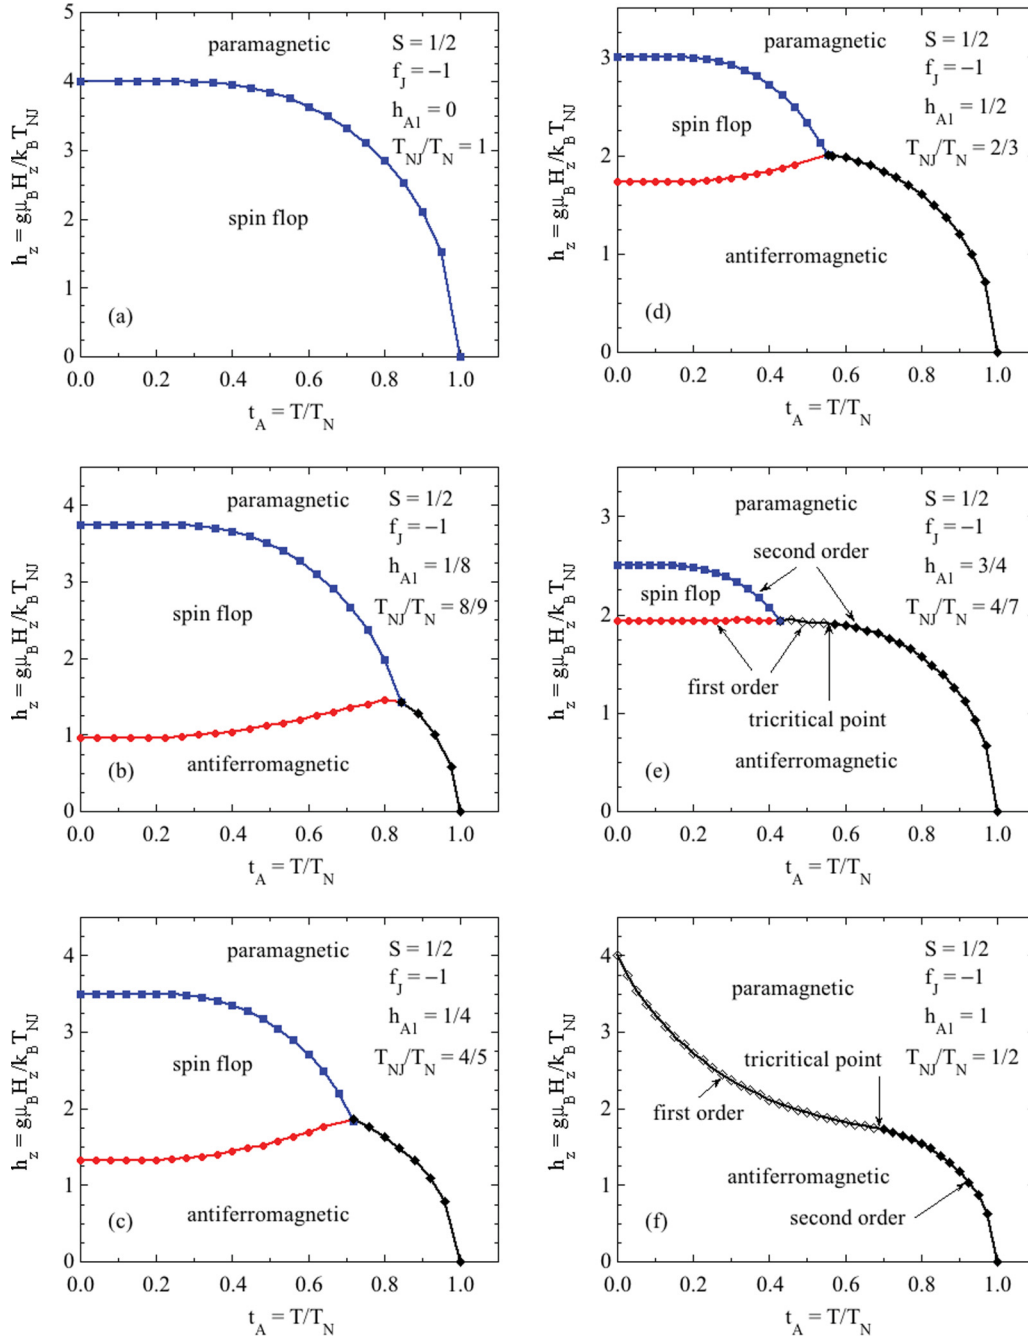 5
4
3
2
1
0
h_z = gμ_B H_z/k_B T_NJ
paramagnetic
S = 1/2
f_J = −1
h_A1 = 0
T_NJ/T_N = 1
spin flop
(a)
0.0 0.2 0.4 0.6 0.8 1.0
t_A = T/T_N
4
3
2
1
0
h_z = gμ_B H_z/k_B T_NJ
paramagnetic
S = 1/2
f_J = −1
h_A1 = 1/8
T_NJ/T_N = 8/9
spin flop
antiferromagnetic
(b)
0.0 0.2 0.4 0.6 0.8 1.0
t_A = T/T_N
4
3
2
1
0
h_z = gμ_B H_z/k_B T_NJ
paramagnetic
S = 1/2
f_J = −1
h_A1 = 1/4
T_NJ/T_N = 4/5
spin flop
antiferromagnetic
(c)
0.0 0.2 0.4 0.6 0.8 1.0
t_A = T/T_N
3
2
1
0
h_z = gμ_B H_z/k_B T_NJ
paramagnetic
S = 1/2
f_J = −1
h_A1 = 1/2
T_NJ/T_N = 2/3
spin flop
antiferromagnetic
(d)
0.0 0.2 0.4 0.6 0.8 1.0
t_A = T/T_N
3
2
1
0
h_z = gμ_B H_z/k_B T_NJ
paramagnetic
S = 1/2
f_J = −1
h_A1 = 3/4
T_NJ/T_N = 4/7
second order
spin flop
first order
tricritical point
antiferromagnetic
(e)
0.0 0.2 0.4 0.6 0.8 1.0
t_A = T/T_N
4
3
2
1
0
h_z = gμ_B H_z/k_B T_NJ
S = 1/2
paramagnetic
f_J = −1
h_A1 = 1
tricritical point
T_NJ/T_N = 1/2
first order
antiferromagnetic
second order
(f)
0.0 0.2 0.4 0.6 0.8 1.0
t_A = T/T_N